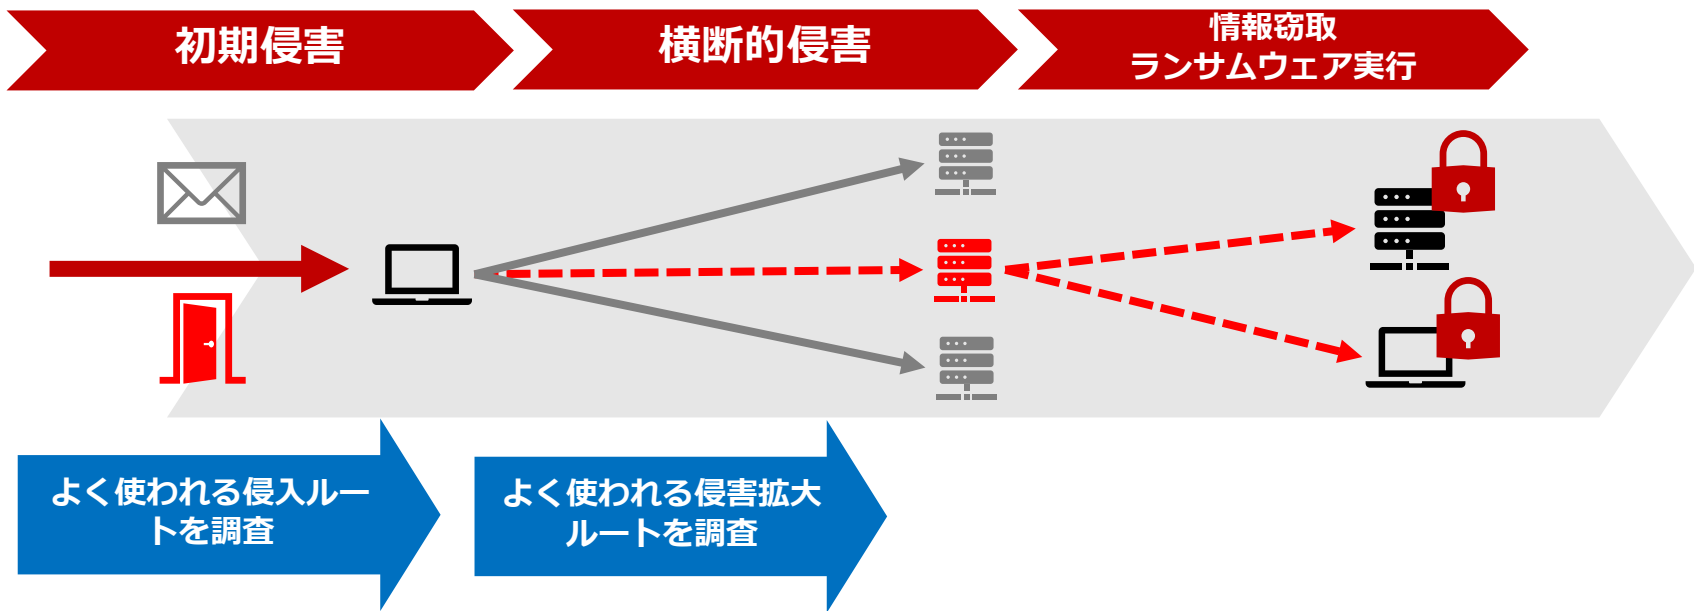 初期侵害
横断的侵害
情報窃取
ランサムウェア実行
よく使われる侵入ルー
トを調査
よく使われる侵害拡大
ルートを調査